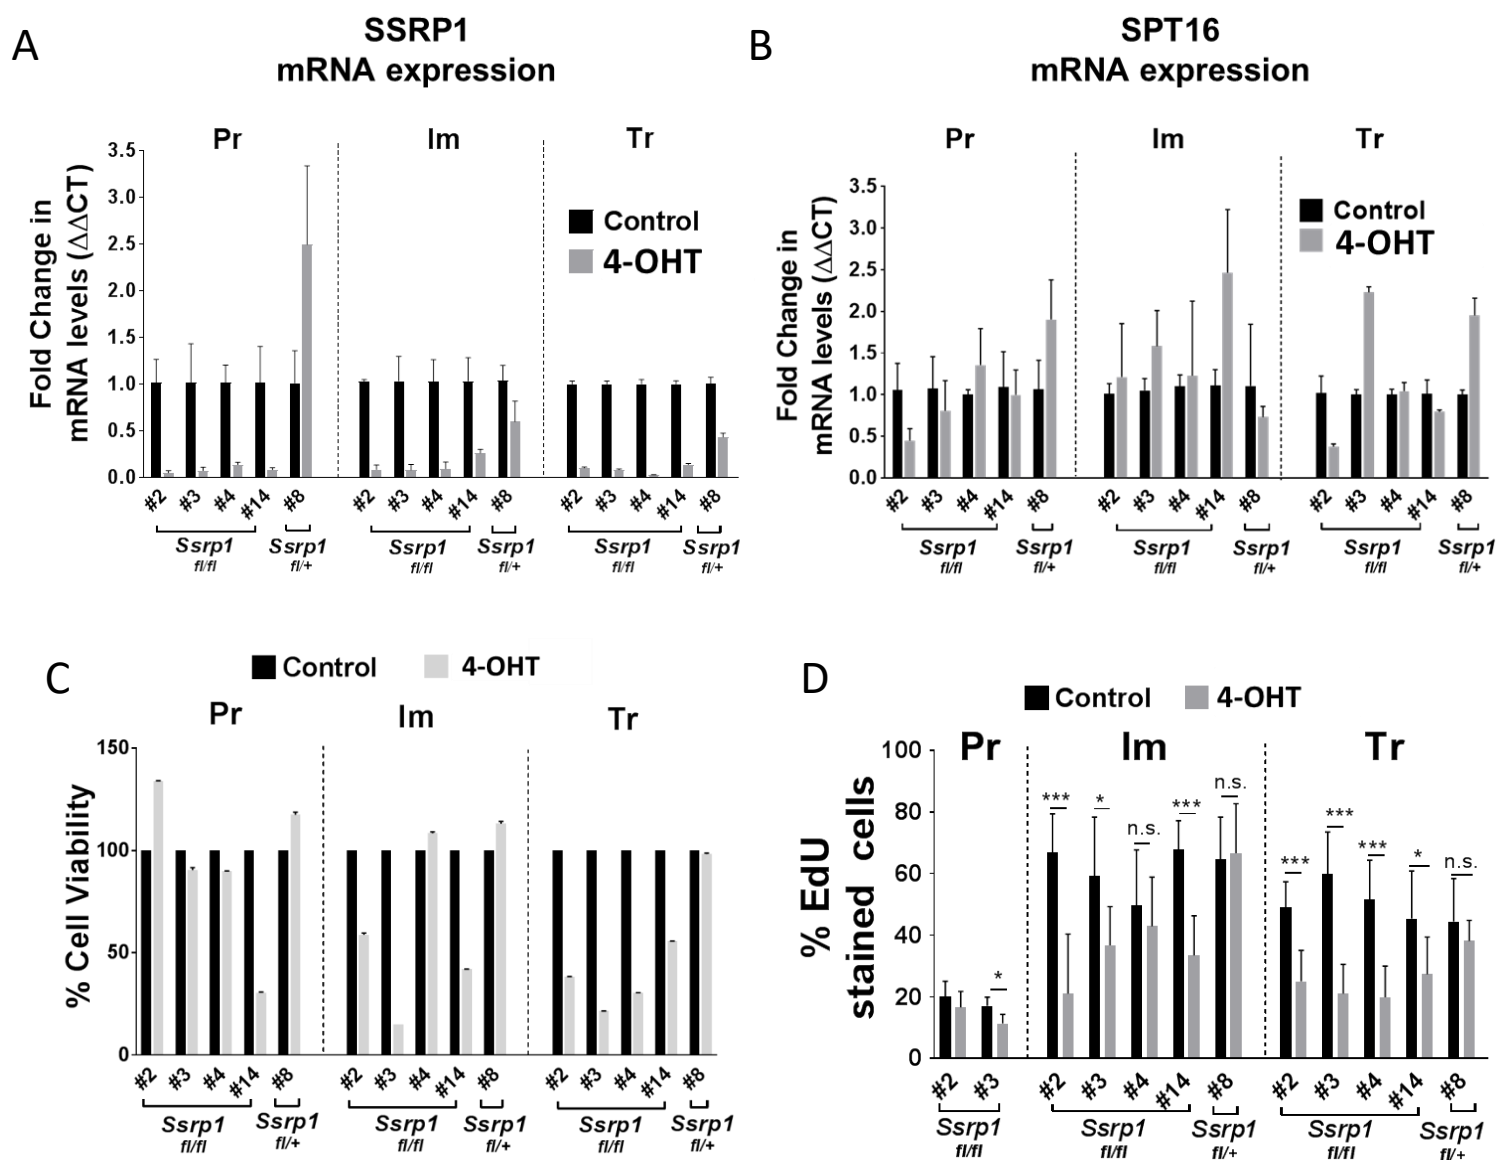 A
SSRP1
mRNA expression
Fold Change in
mRNA levels (ΔΔCT)
Pr
Im
Tr
Control
4-OHT
3.5
3.0
2.5
2.0
1.5
1.0
0.5
0.0
#2 #3 #4 #14 #8
#2 #3 #4 #14 #8
#2 #3 #4 #14 #8
Ssrp1 Ssrp1 Ssrp1 Ssrp1 Ssrp1 Ssrp1
fl/fl fl/+ fl/fl fl/+ fl/fl fl/+
B
SPT16
mRNA expression
Fold Change in
mRNA levels (ΔΔCT)
Pr
Im
Tr
Control
4-OHT
3.5
3.0
2.5
2.0
1.5
1.0
0.5
0.0
#2 #3 #4 #14 #8
#2 #3 #4 #14 #8
#2 #3 #4 #14 #8
Ssrp1 Ssrp1 Ssrp1 Ssrp1 Ssrp1 Ssrp1
fl/fl fl/+ fl/fl fl/+ fl/fl fl/+
C
Control 4-OHT
Pr
Im
Tr
% Cell Viability
150
100
50
0
#2 #3 #4 #14 #8
#2 #3 #4 #14 #8
#2 #3 #4 #14 #8
Ssrp1 Ssrp1 Ssrp1 Ssrp1 Ssrp1 Ssrp1
fl/fl fl/+ fl/fl fl/+ fl/fl fl/+
D
Control 4-OHT
Pr
Im
Tr
% EdU
stained cells
100
80
60
40
20
0
*
*** * n.s. *** n.s.
*** *** *** * n.s.
#2 #3
#2 #3 #4 #14 #8
#2 #3 #4 #14 #8
Ssrp1 Ssrp1 Ssrp1 Ssrp1 Ssrp1
fl/fl fl/fl fl/+ fl/fl fl/+